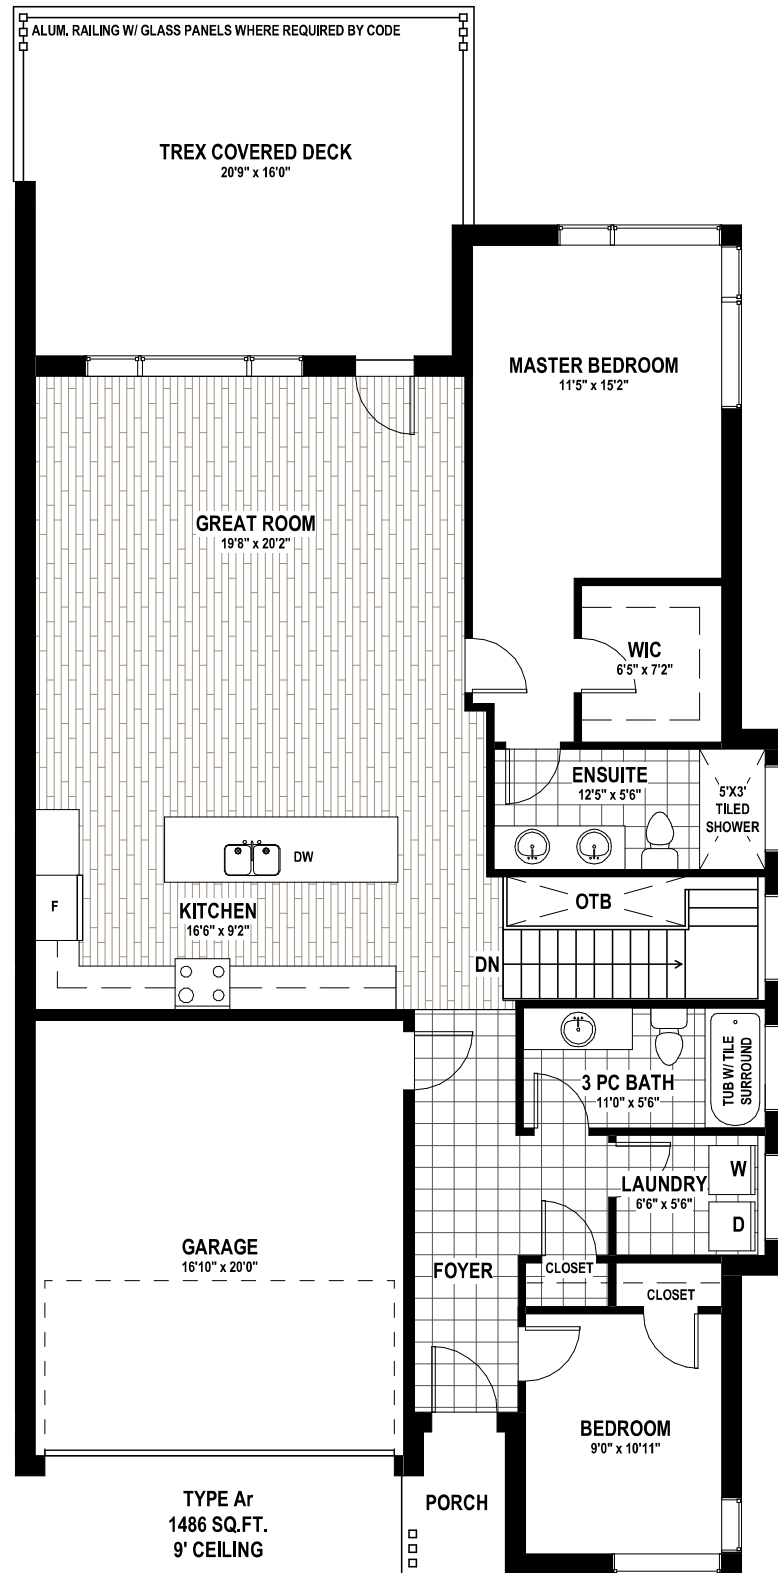 ALUM. RAILING W/ GLASS PANELS WHERE REQUIRED BY CODE
TREX COVERED DECK
20'9" x 16'0"
MASTER BEDROOM
11'5" x 15'2"
GREAT ROOM
19'8" x 20'2"
WIC
6'5" x 7'2"
ENSUITE
12'5" x 5'6"
5'X3'
TILED
SHOWER
DW
F
KITCHEN
16'6" x 9'2"
OTB
DN
3 PC BATH
11'0" x 5'6"
TUB W/ TILE
SURROUND
LAUNDRY
6'6" x 5'6"
W
D
GARAGE
16'10" x 20'0"
FOYER
CLOSET
CLOSET
BEDROOM
9'0" x 10'11"
TYPE Ar
1486 SQ.FT.
9' CEILING
PORCH